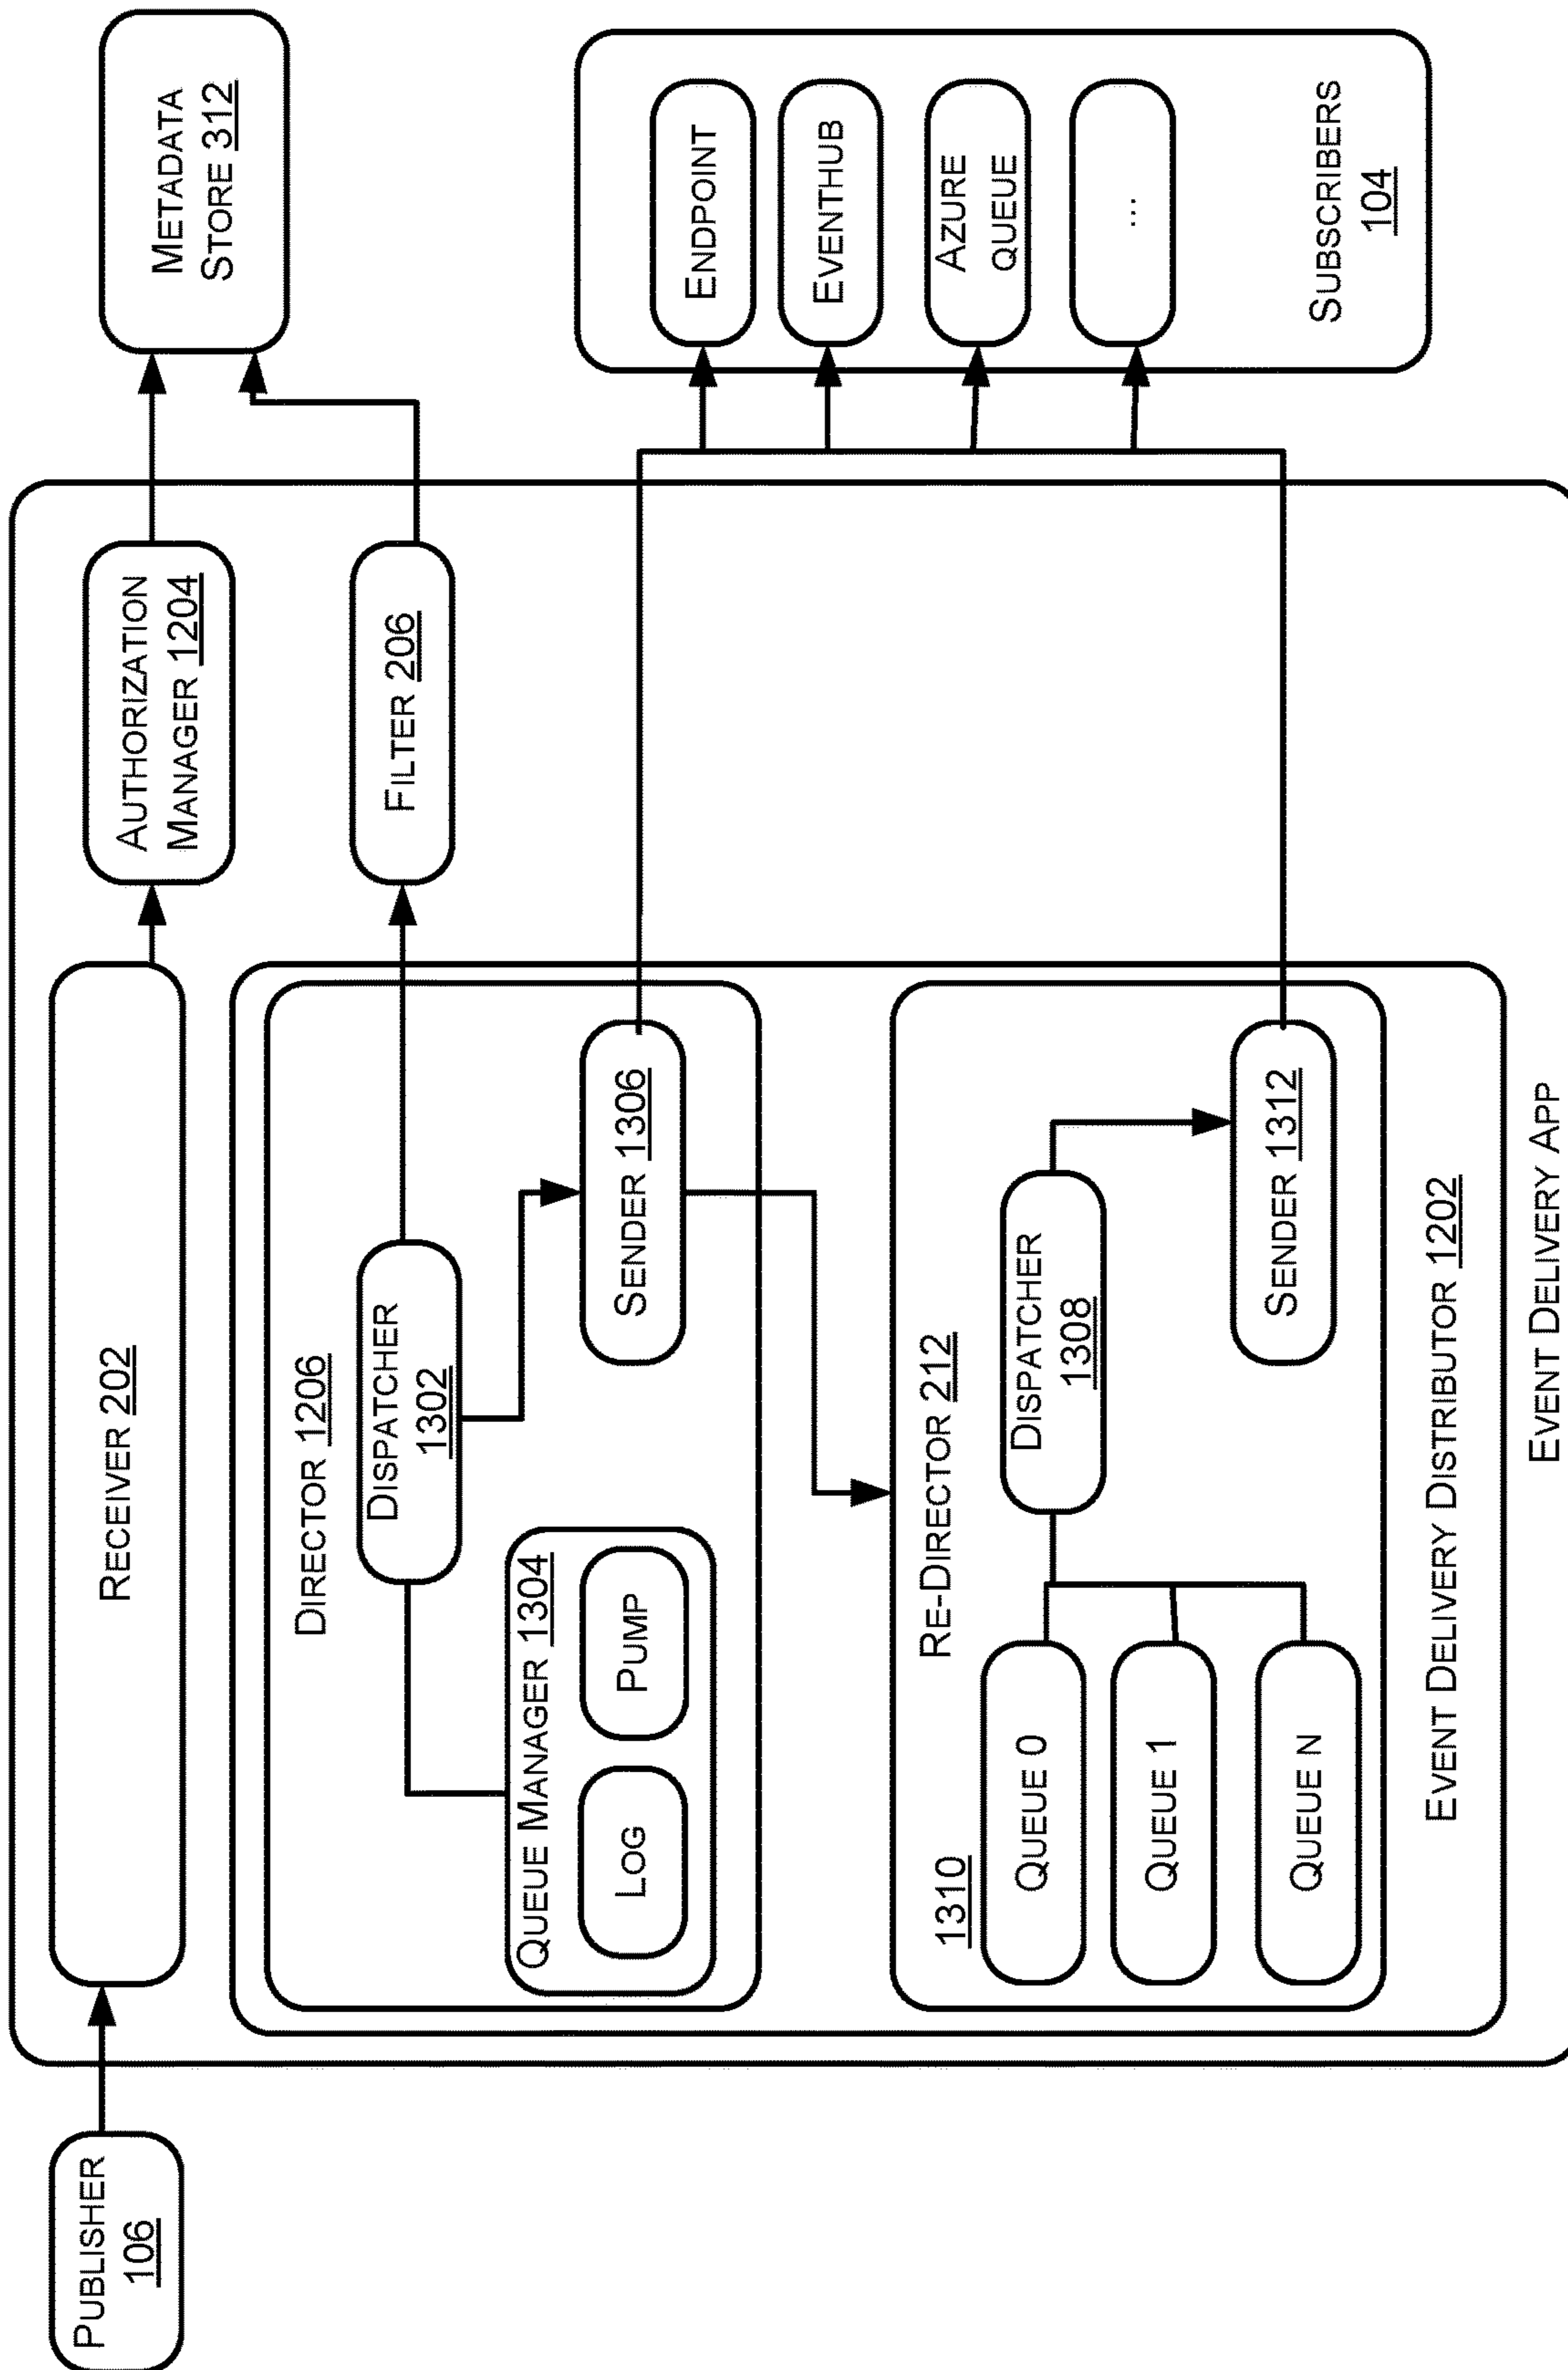 PUBLISHER
106
RECEIVER 202
AUTHORIZATION
MANAGER 1204
METADATA
STORE 312
DIRECTOR 1206
DISPATCHER
1302
FILTER 206
QUEUE MANAGER 1304
LOG
PUMP
SENDER 1306
RE-DIRECTOR 212
1310
QUEUE 0
QUEUE 1
QUEUE N
DISPATCHER
1308
SENDER 1312
EVENT DELIVERY DISTRIBUTOR 1202
EVENT DELIVERY APP
ENDPOINT
EVENTHUB
AZURE
QUEUE
...
SUBSCRIBERS
104